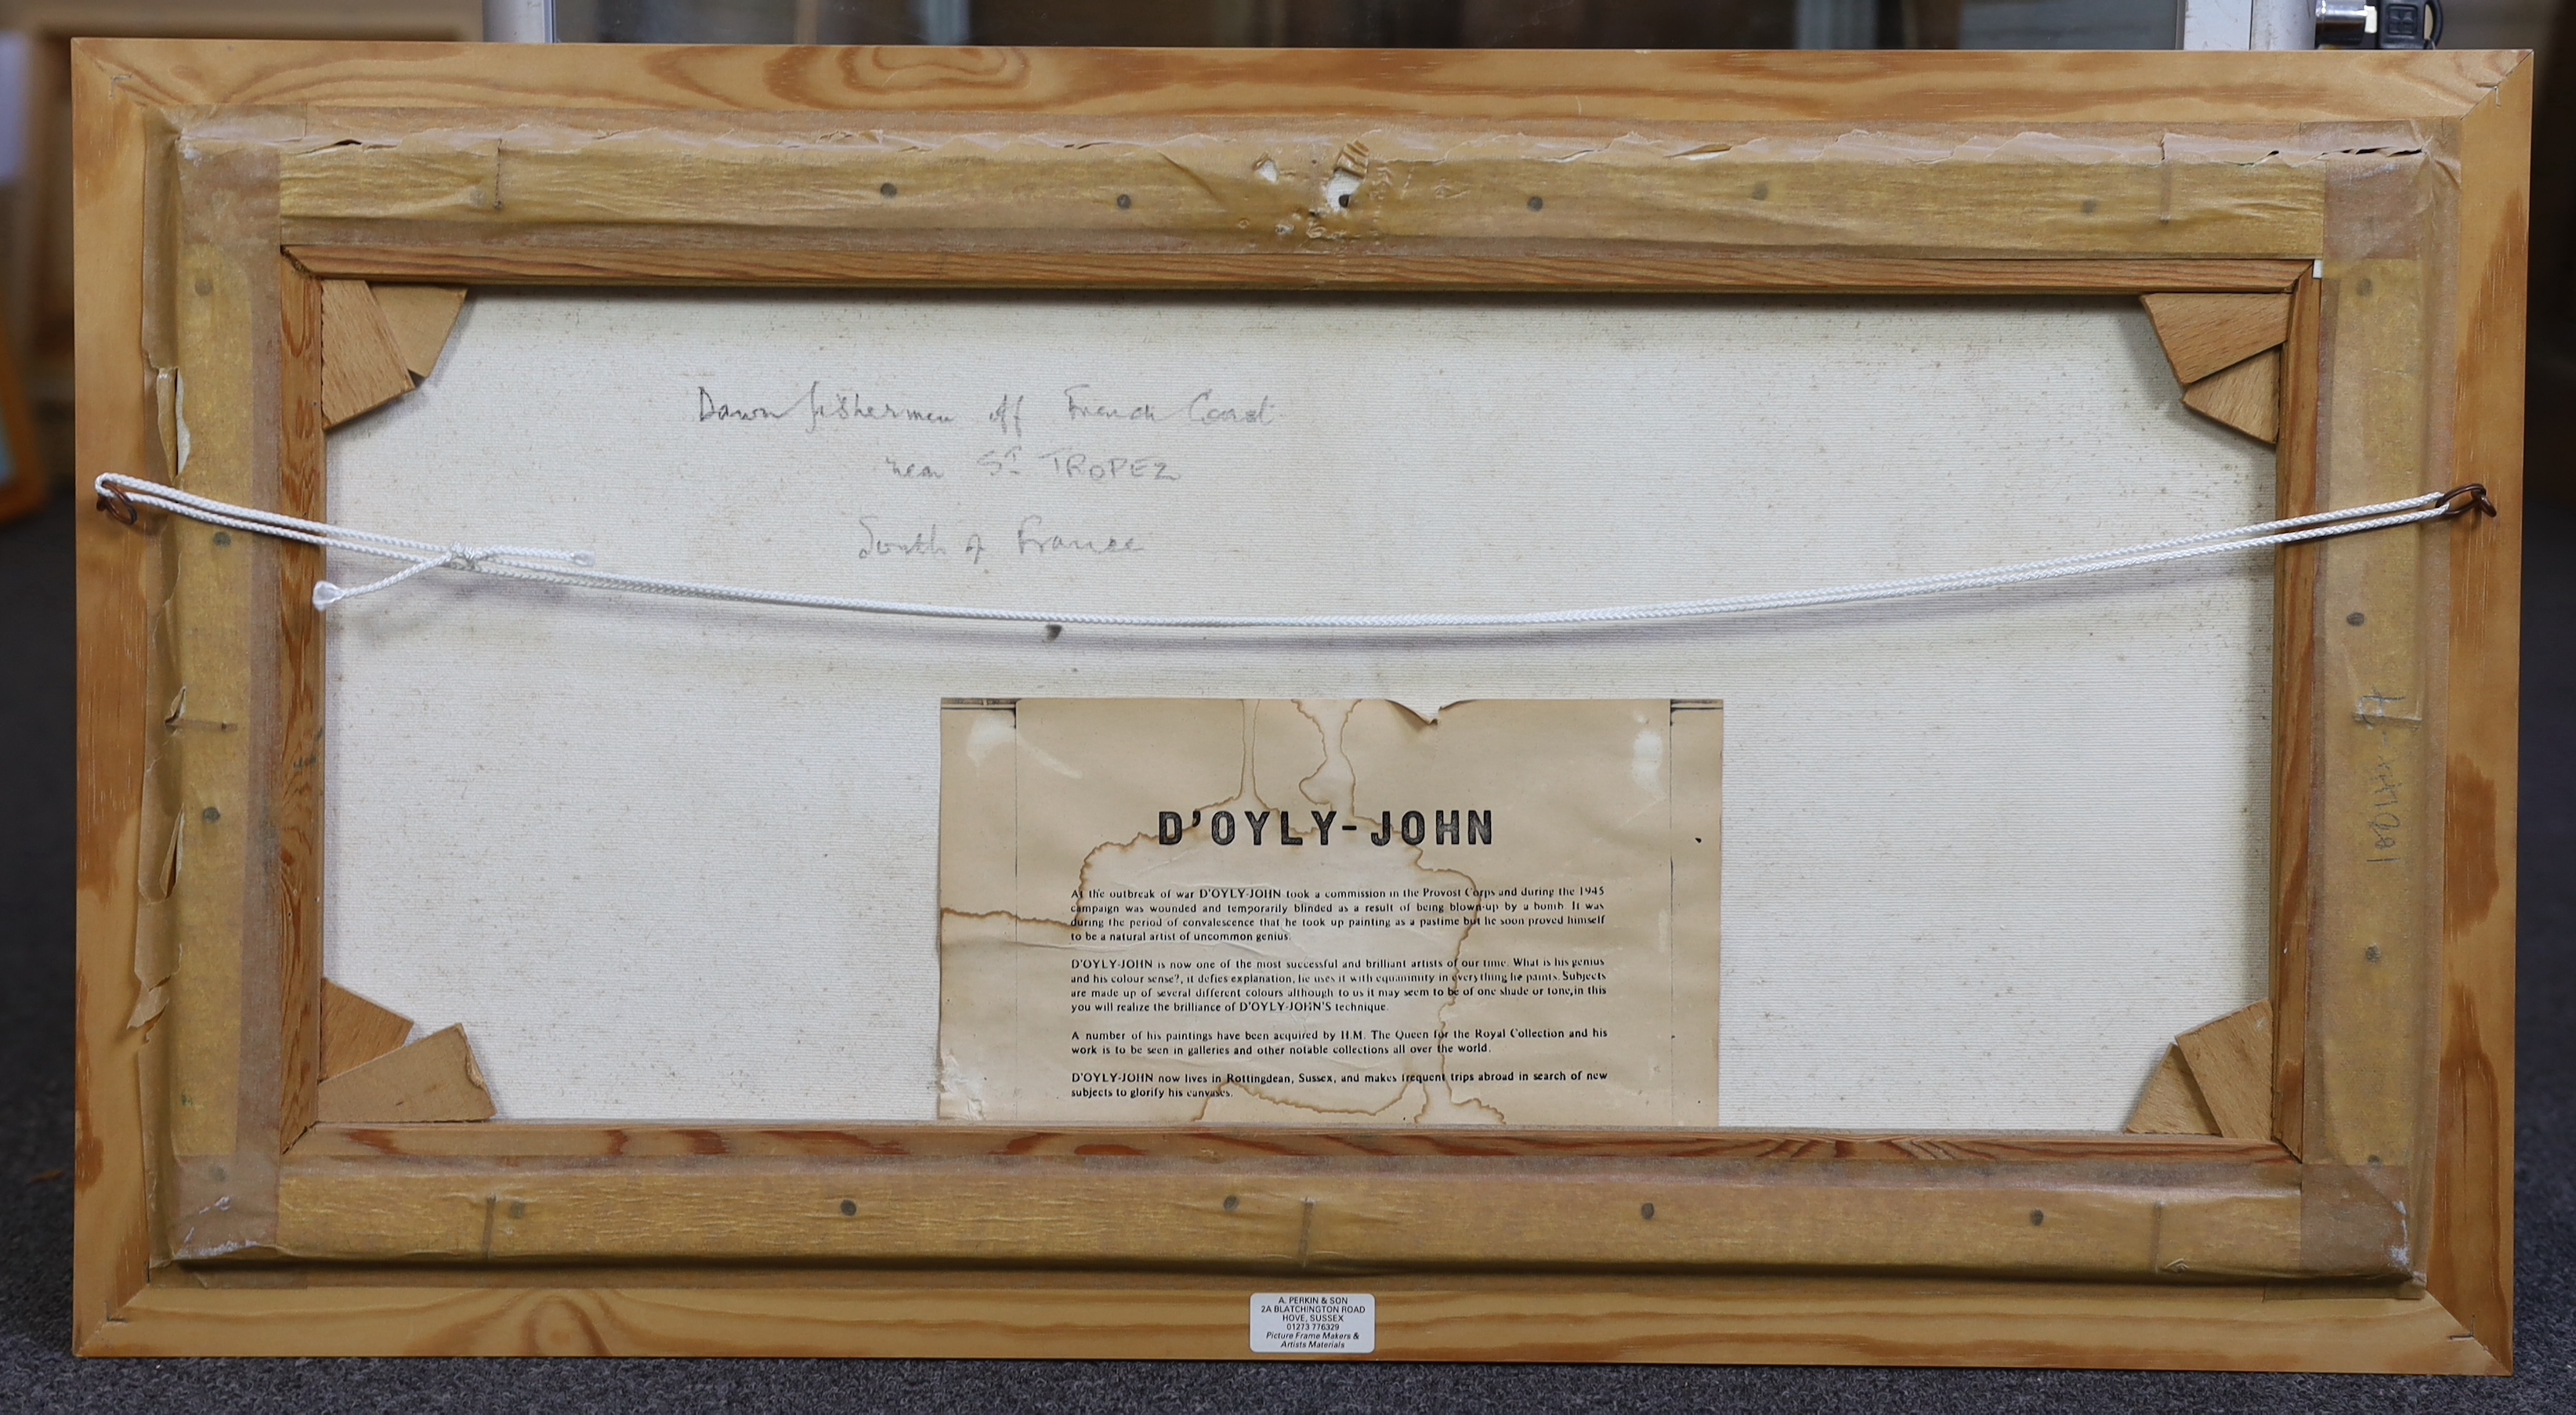 Dawn fishermen off French Coast
near ST TROPEZ
South of France
D'OYLY-JOHN
At the outbreak of war D'OYLY-JOHN took a commission in the Provost Corps and during the 1945
campaign was wounded and temporarily blinded as a result of being blown-up by a bomb. It was
during the period of convalescence that he took up painting as a pastime but he soon proved himself
to be a natural artist of uncommon genius.
D'OYLY-JOHN is now one of the most successful and brilliant artists of our time. What is his genius
and his colour sense?, it defies explanation, he uses it with equanimity in everything he paints. Subjects
are made up of several different colours although to us it may seem to be of one shade or tone, in this
you will realize the brilliance of D'OYLY-JOHN'S technique.
A number of his paintings have been acquired by H.M. The Queen for the Royal Collection and his
work is to be seen in galleries and other notable collections all over the world.
D'OYLY-JOHN now lives in Rottingdean, Sussex, and makes frequent trips abroad in search of new
subjects to glorify his canvases.
A. PERKIN & SON
2A BLATCHINGTON ROAD
HOVE, SUSSEX
01273 776329
Picture Frame Makers &
Artists Materials